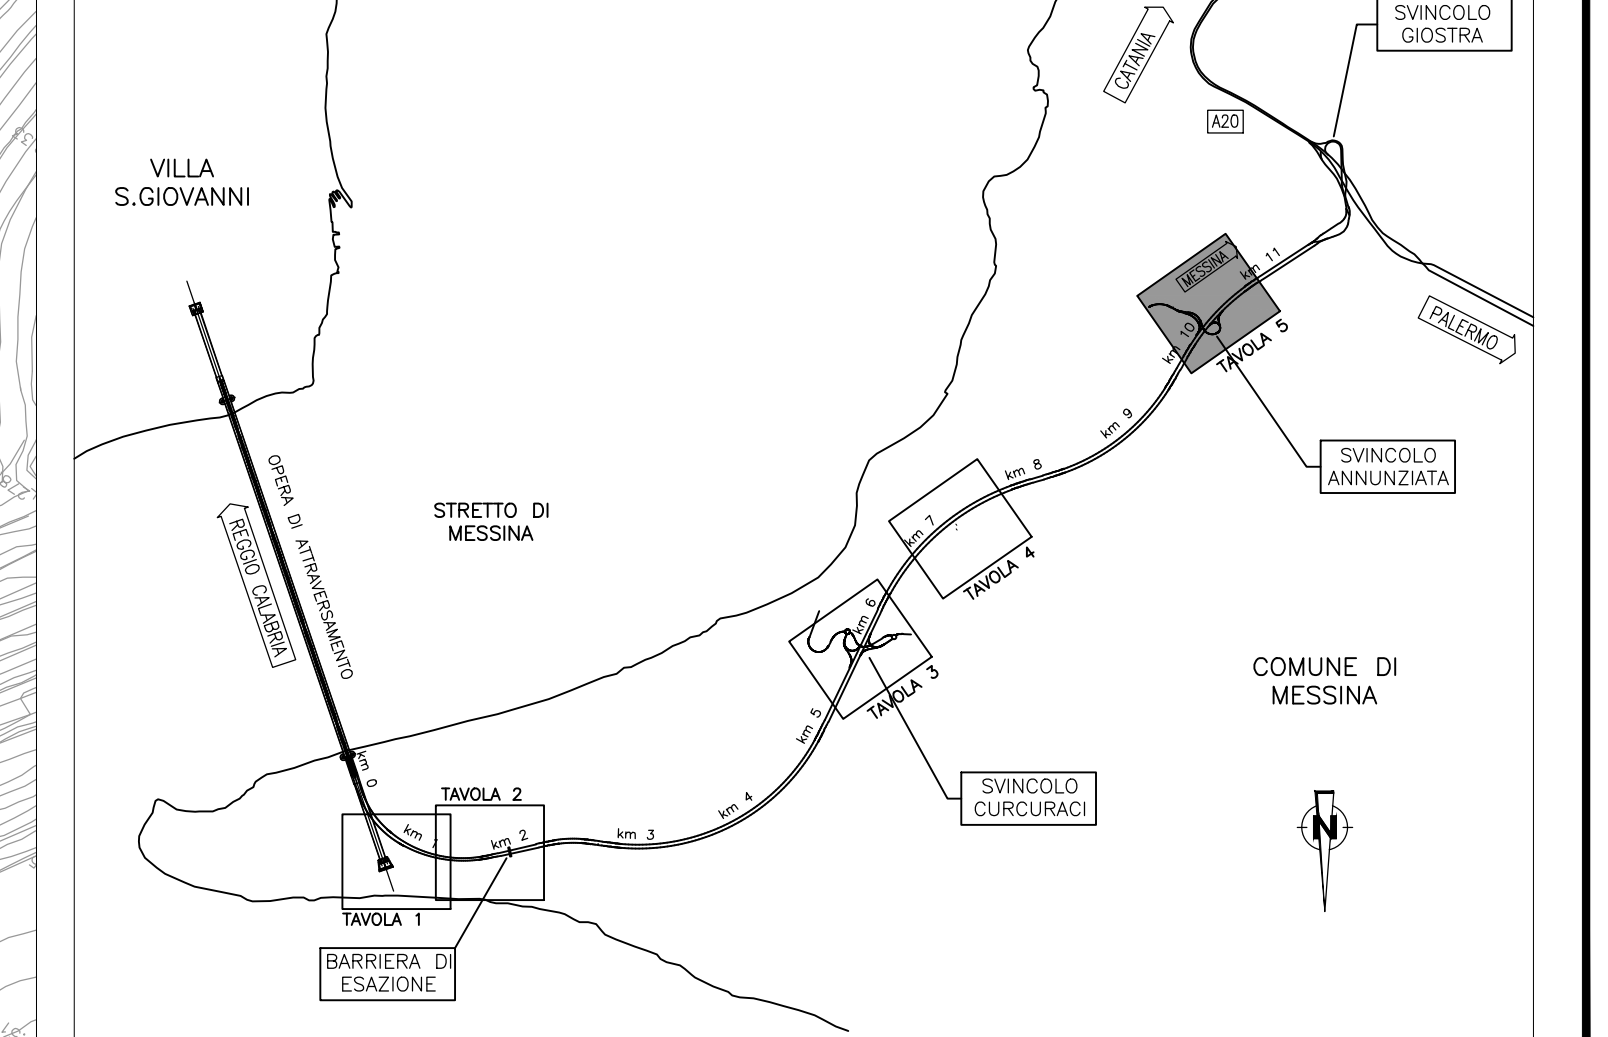 SVINCOLO
GIOSTRA
CATANIA
A20
VILLA
S.GIOVANNI
MESSINA
km 11
km 10
TAVOLA 5
PALERMO
km 9
SVINCOLO
ANNUNZIATA
km 8
OPERA DI ATTRAVERSAMENTO
REGGIO CALABRIA
STRETTO DI
MESSINA
km 7
TAVOLA 4
km 6
TAVOLA 3
COMUNE DI
MESSINA
km 5
km 0
SVINCOLO
CURCURACI
TAVOLA 2
km 4
km 1
km 2
km 3
N
TAVOLA 1
BARRIERA DI
ESAZIONE